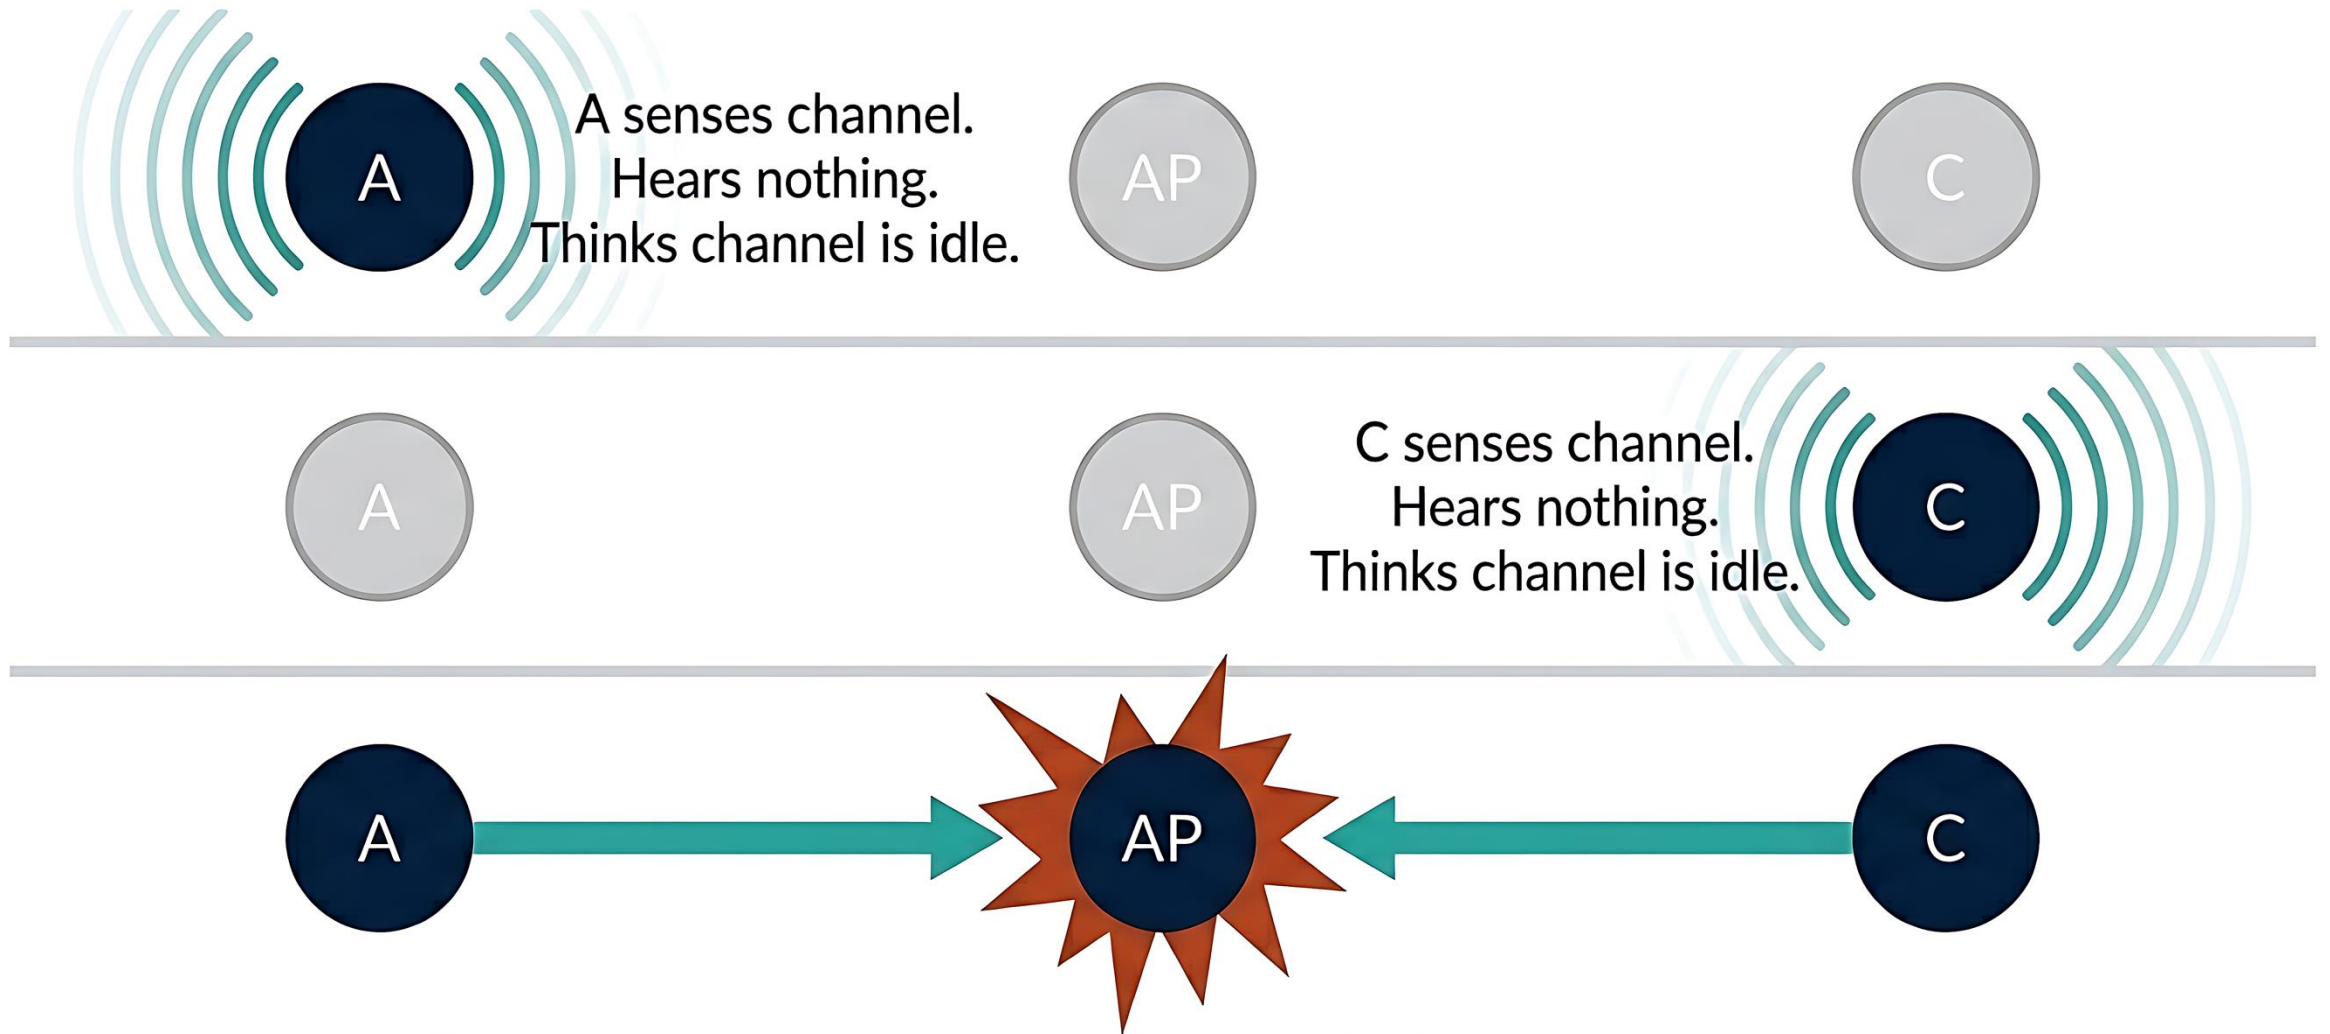 A
A senses channel.
Hears nothing.
Thinks channel is idle.
AP
C
A
AP
C senses channel.
Hears nothing.
Thinks channel is idle.
C
A
AP
C